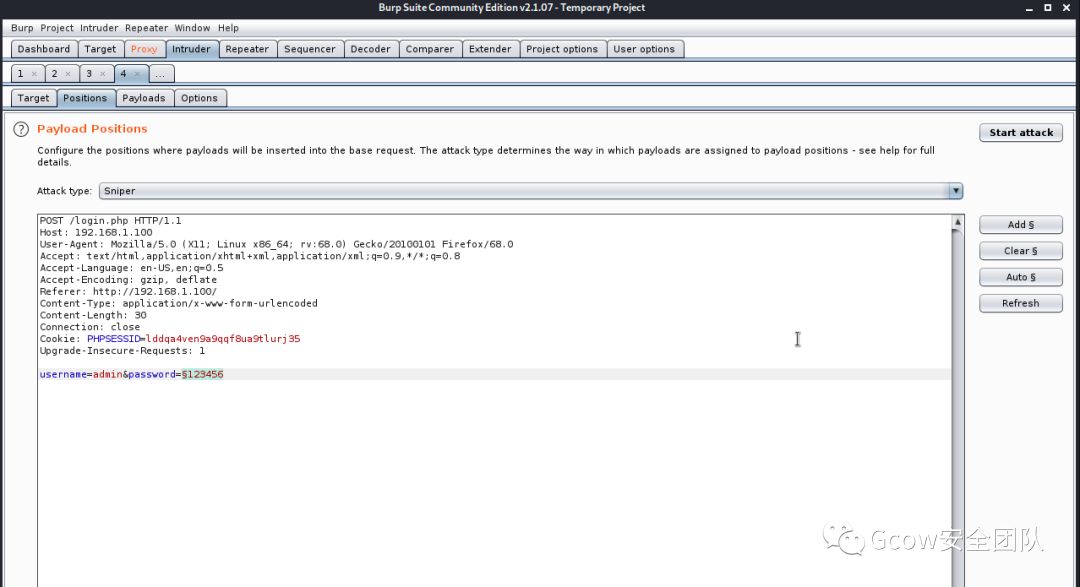 Burp Suite Community Edition v2.1.07 - Temporary Project
Burp Project Intruder Repeater Window Help
Dashboard Target Proxy Intruder Repeater Sequencer Decoder Comparer Extender Project options User options
1 × 2 × 3 × 4 × ...
Target Positions Payloads Options
? Payload Positions
Start attack
Configure the positions where payloads will be inserted into the base request. The attack type determines the way in which payloads are assigned to payload positions - see help for full
details.
Attack type: Sniper
POST /login.php HTTP/1.1
Host: 192.168.1.100
User-Agent: Mozilla/5.0 (X11; Linux x86_64; rv:68.0) Gecko/20100101 Firefox/68.0
Accept: text/html,application/xhtml+xml,application/xml;q=0.9,*/*;q=0.8
Accept-Language: en-US,en;q=0.5
Accept-Encoding: gzip, deflate
Referer: http://192.168.1.100/
Content-Type: application/x-www-form-urlencoded
Content-Length: 30
Connection: close
Cookie: PHPSESSID=lddqa4ven9a9qqf8ua9tlurj35
Upgrade-Insecure-Requests: 1
username=admin&password=§123456
Add §
Clear §
Auto §
Refresh
Gcow安全团队